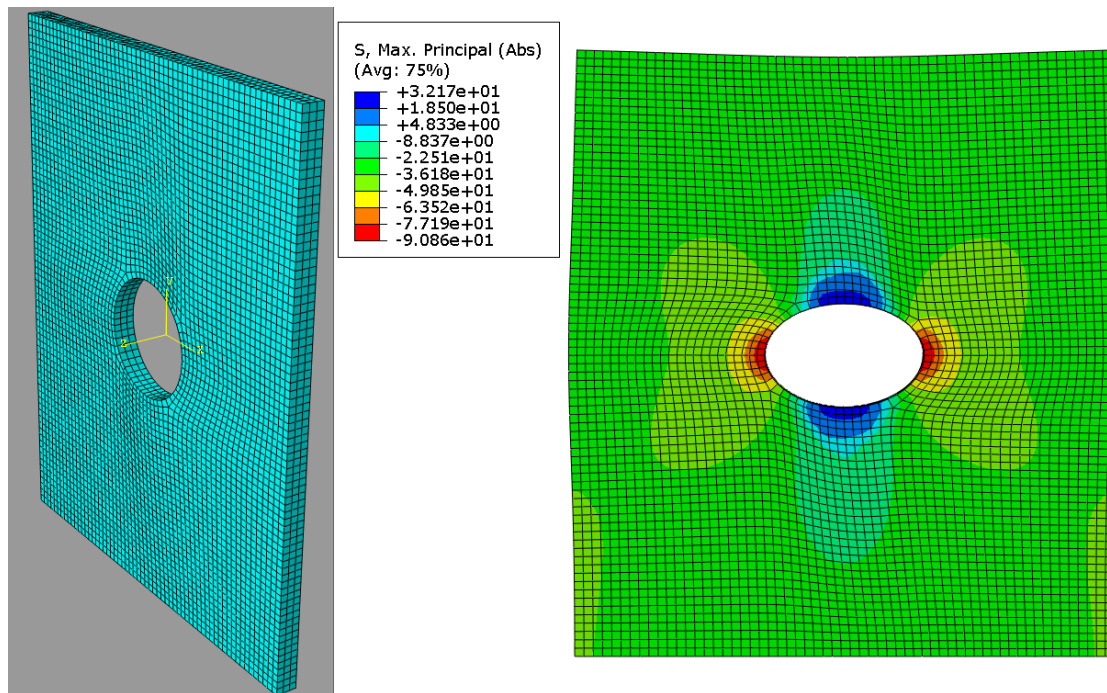 S, Max. Principal (Abs)
(Avg: 75%)
+3.217e+01
+1.850e+01
+4.833e+00
-8.837e+00
-2.251e+01
-3.618e+01
-4.985e+01
-6.352e+01
-7.719e+01
-9.086e+01
Y
Z
X